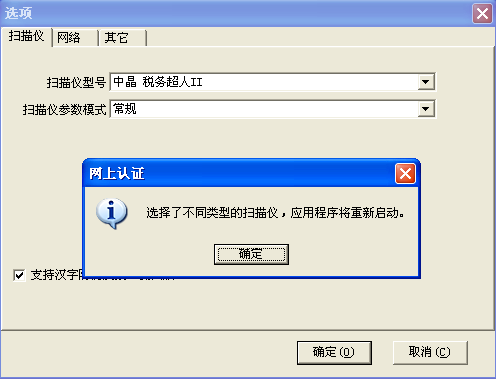 选项
扫描仪 网络 其它
扫描仪型号 中晶 税务超人II
扫描仪参数模式 常规
网上认证
选择了不同类型的扫描仪，应用程序将重新启动。
确定
支持汉字
确定(O) 取消(C)